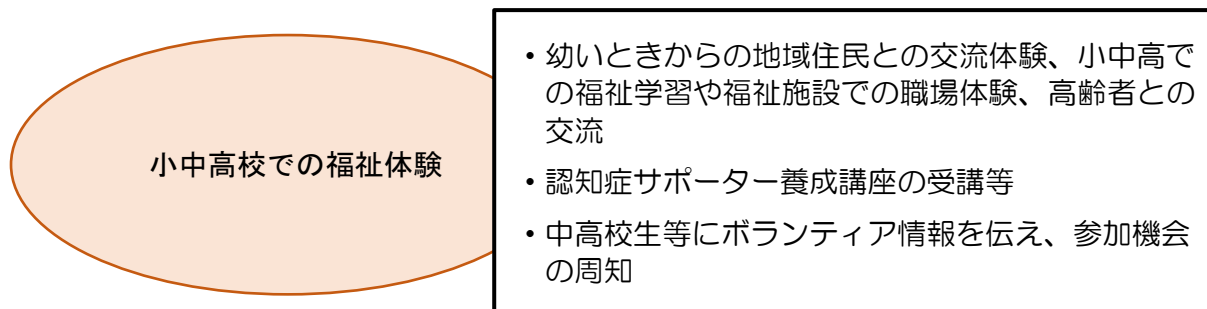 小中高校での福祉体験
・幼いときからの地域住民との交流体験、小中高で
の福祉学習や福祉施設での職場体験、高齢者との
交流
・認知症サポーター養成講座の受講等
・中高校生等にボランティア情報を伝え、参加機会
の周知